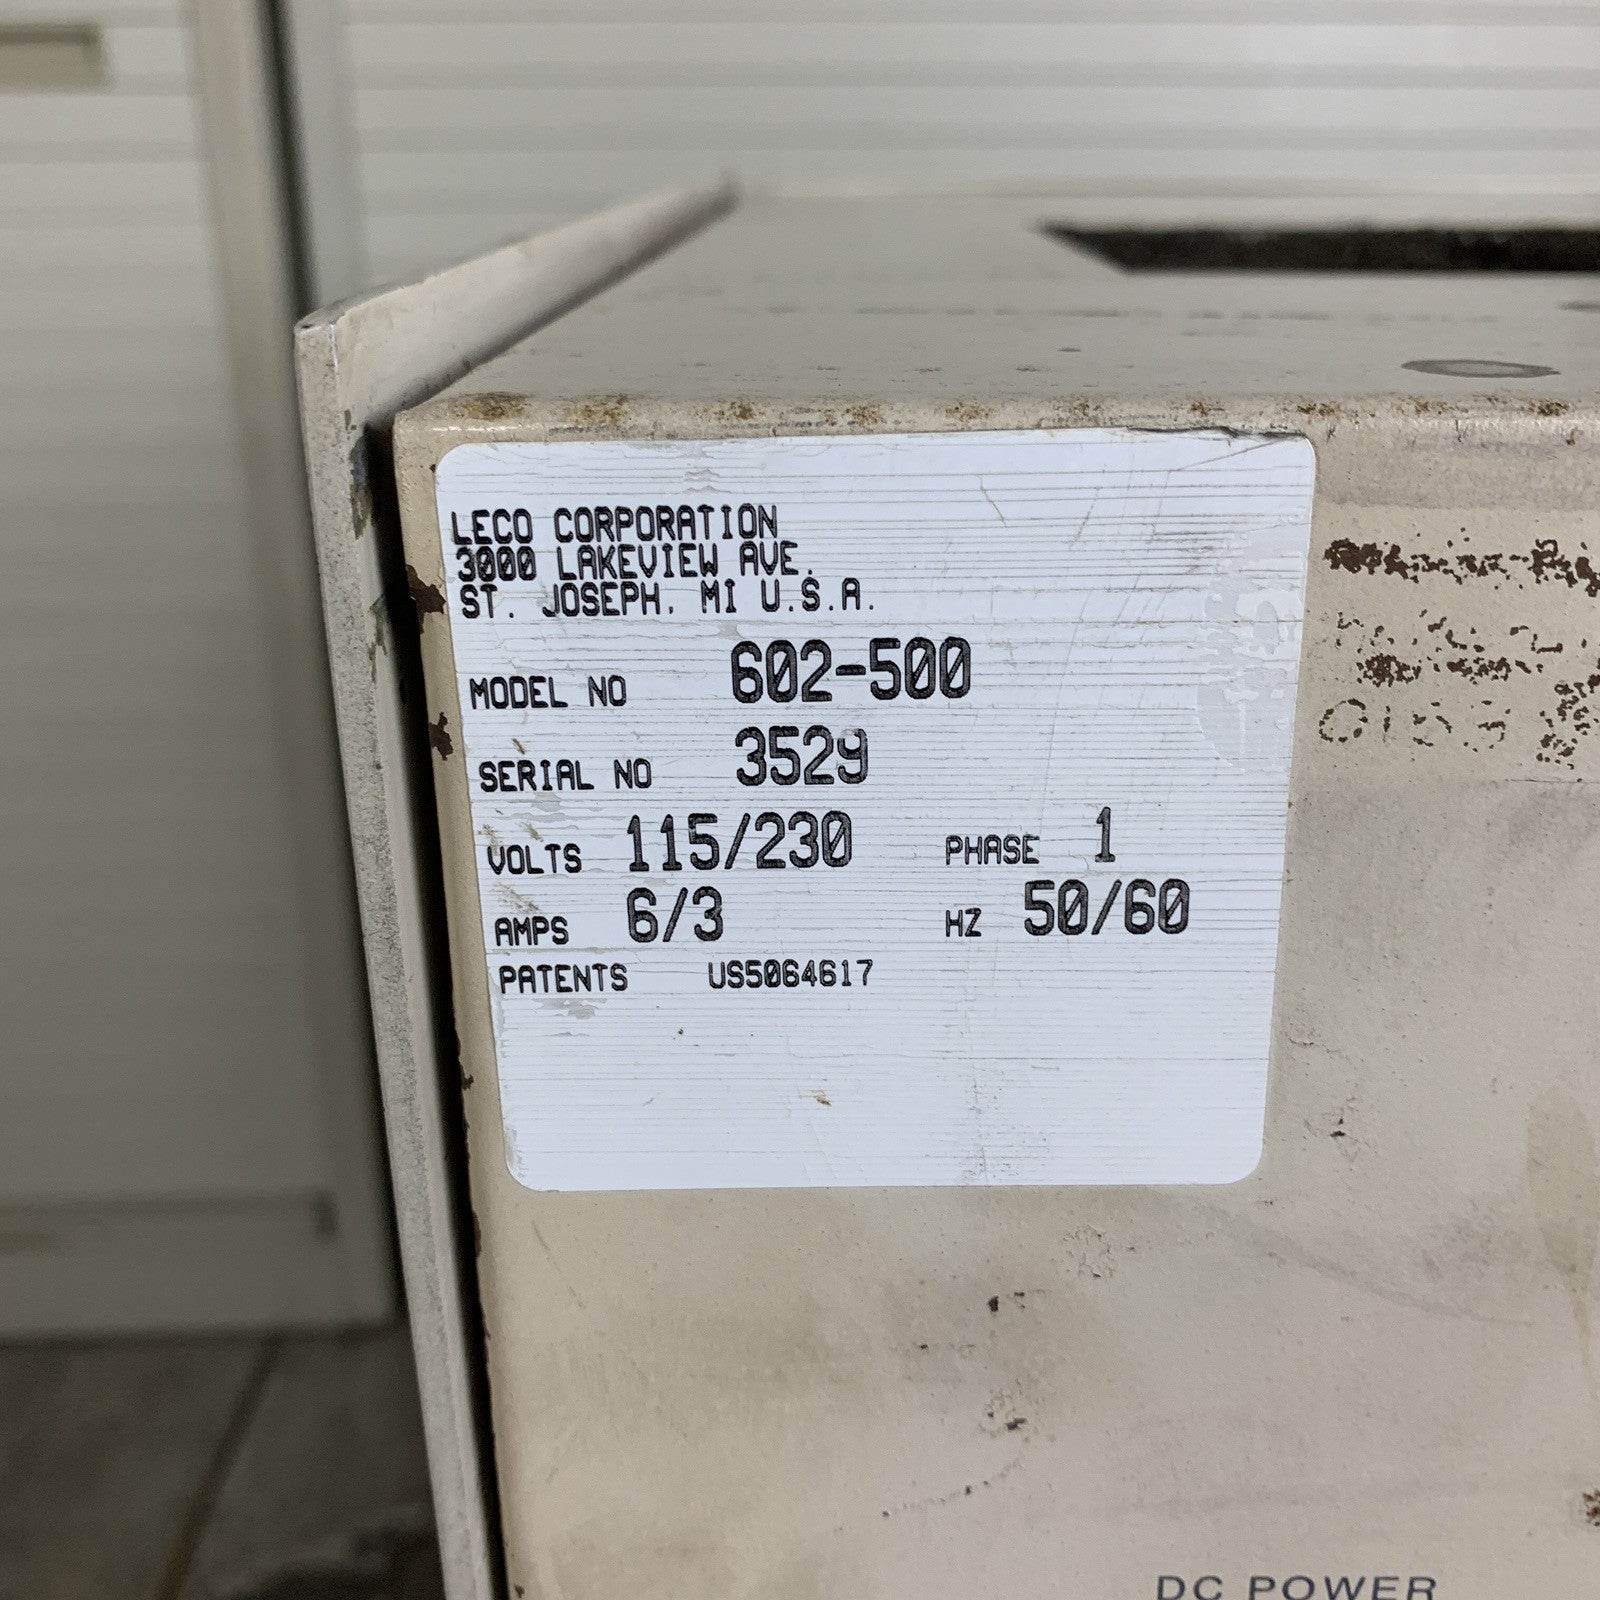 LECO CORPORATION
3000 LAKEVIEW AVE.
ST. JOSEPH, MI U.S.A.
MODEL NO 602-500
SERIAL NO 3529
VOLTS 115/230 PHASE 1
AMPS 6/3 HZ 50/60
PATENTS US5064617
DC POWER